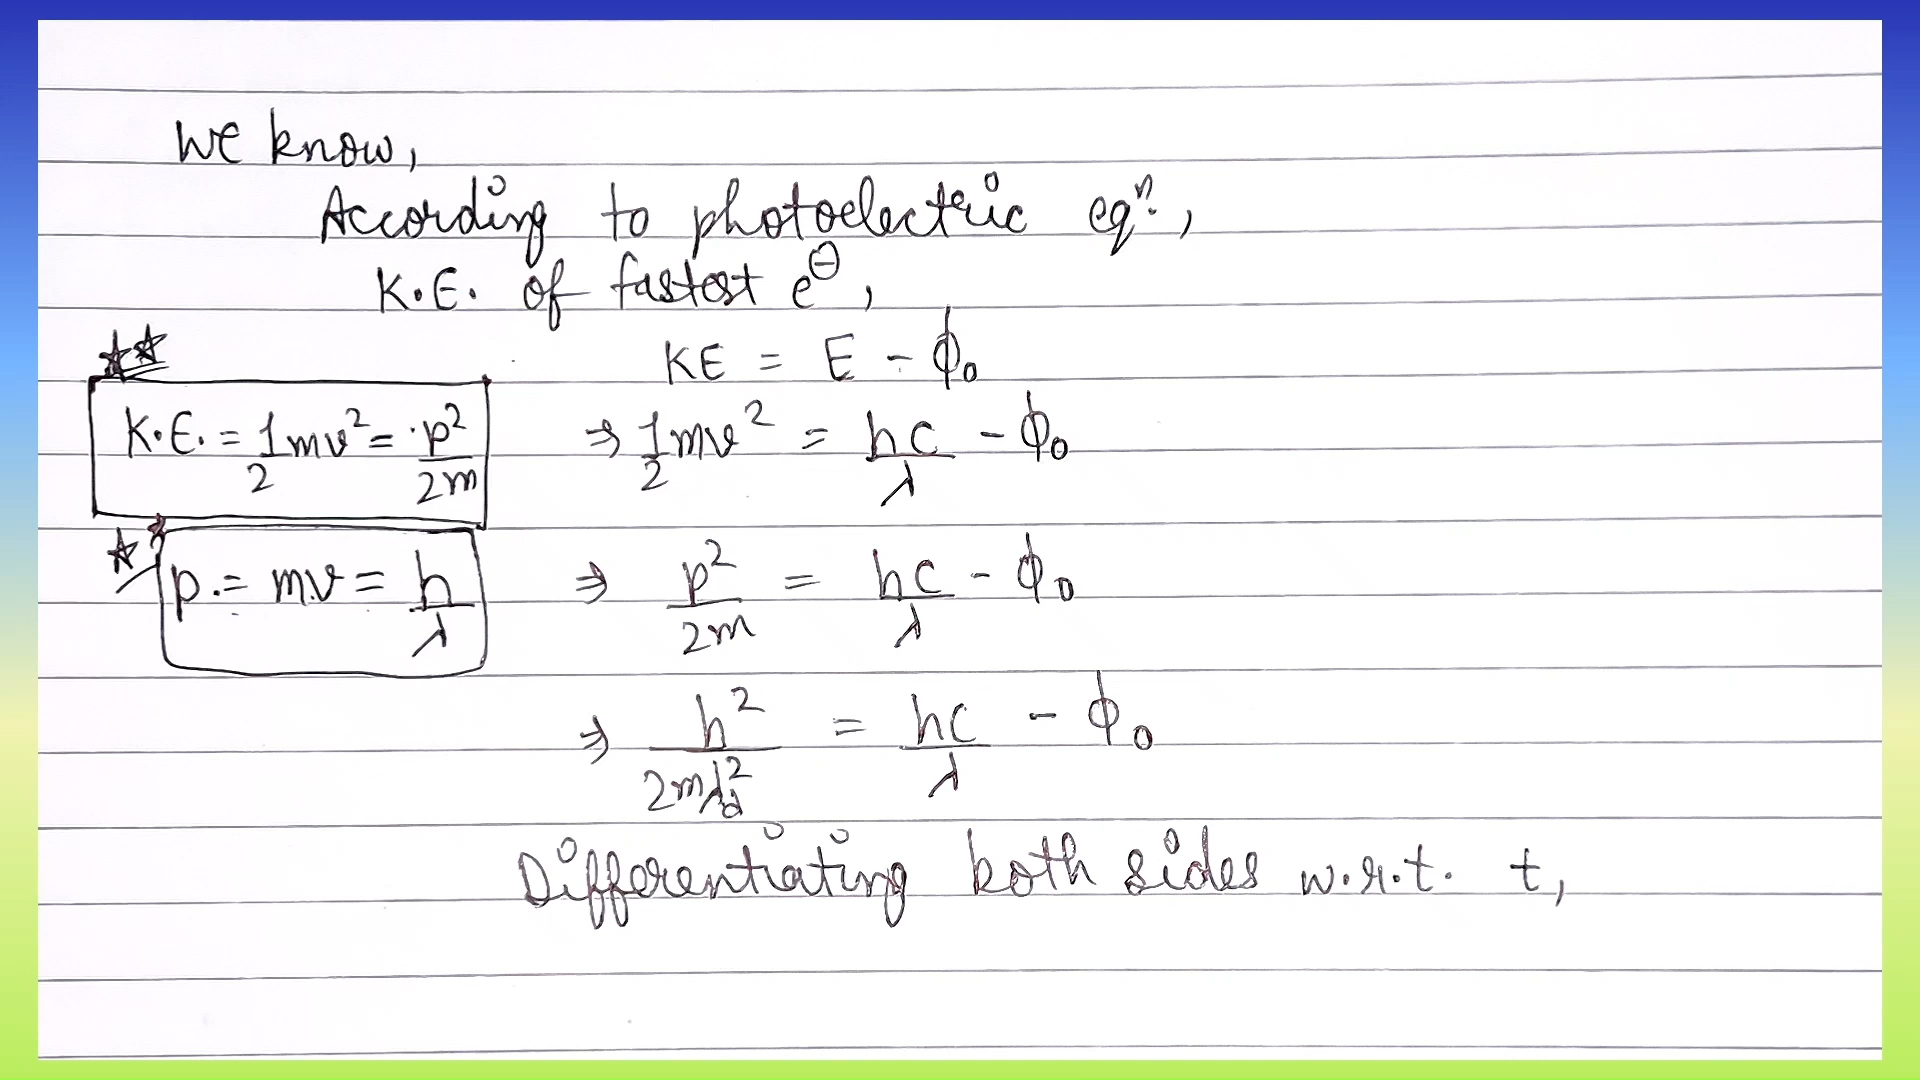 We know,
According to photoelectric eqⁿ.,
K.E. of fastest e⊖,
KE = E - ϕ₀
K.E. = 1/2 mv² = p²/2m
⇒ 1/2 mv² = hc/λ - ϕ₀
p = mv = h/λ
⇒ p²/2m = hc/λ - ϕ₀
⇒ h²/2mλd² = hc/λ - ϕ₀
Differentiating both sides w.r.t. t,